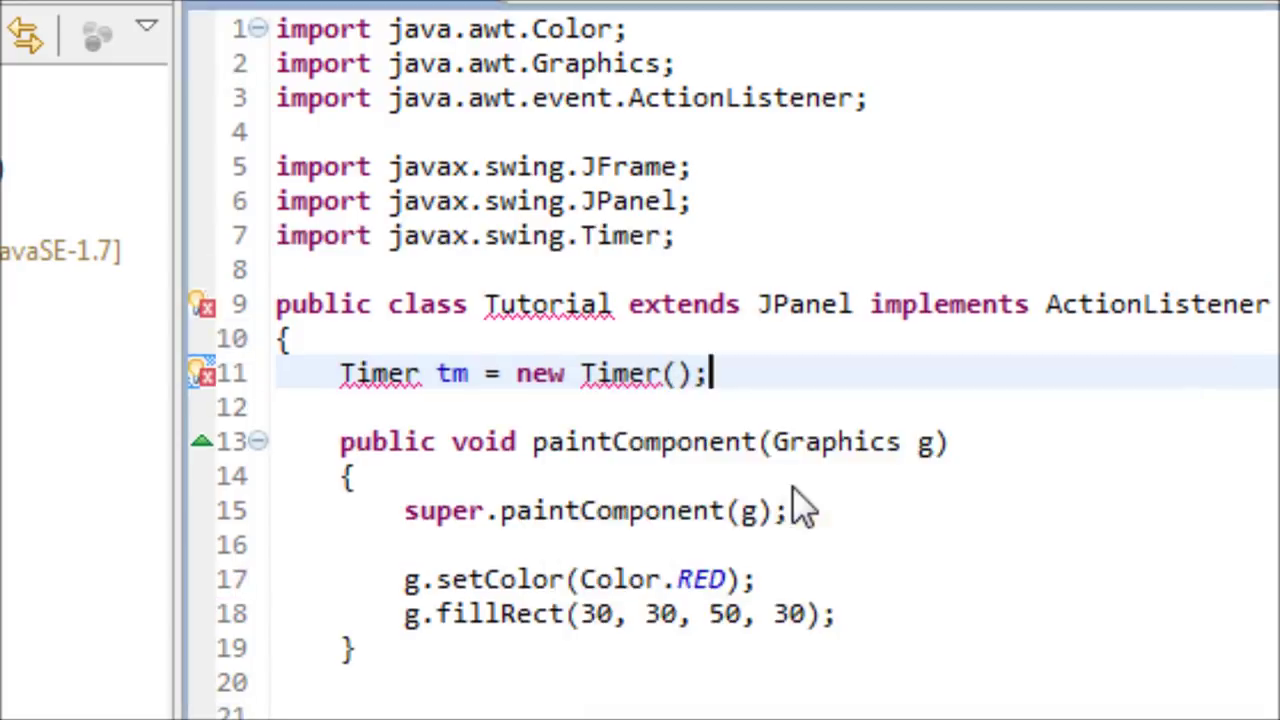 1 import java.awt.Color;
2 import java.awt.Graphics;
3 import java.awt.event.ActionListener;
4
5 import javax.swing.JFrame;
6 import javax.swing.JPanel;
7 import javax.swing.Timer;
8
avaSE-1.7]
9 public class Tutorial extends JPanel implements ActionListener
10 {
11 Timer tm = new Timer();
12
13 public void paintComponent(Graphics g)
14 {
15 super.paintComponent(g);
16
17 g.setColor(Color.RED);
18 g.fillRect(30, 30, 50, 30);
19 }
20
21